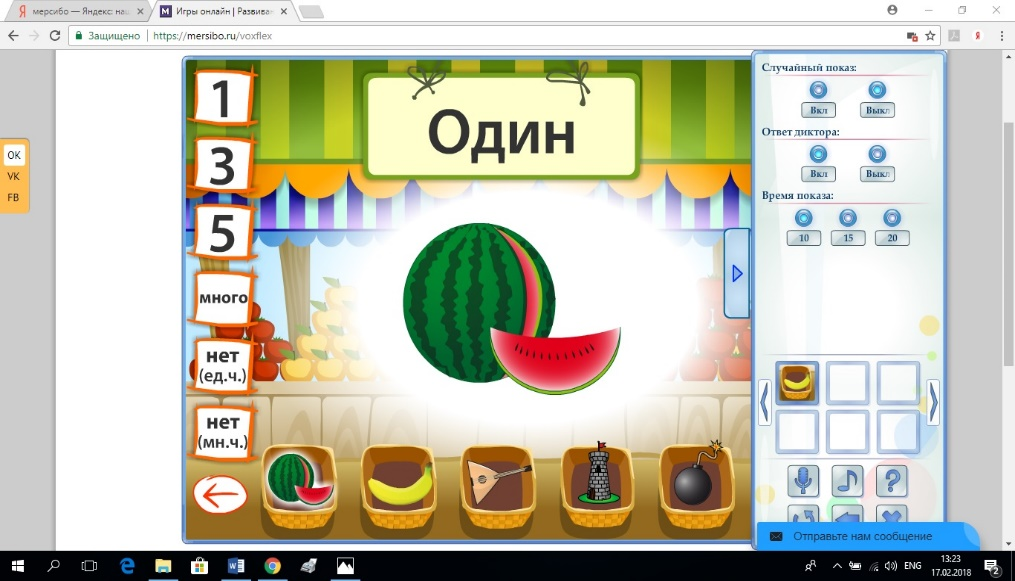 мерсибо — Яндекс: наш
Игры онлайн | Развива
Защищено
https://mersibo.ru/voxflex
OK
VK
FB
1
3
5
много
нет
(ед.ч.)
нет
(мн.ч.)
Один
Случайный показ:
Вкл Выкл
Ответ диктора:
Вкл Выкл
Время показа:
10 15 20
?
Отправьте нам сообщение
ENG
13:23
17.02.2018
2